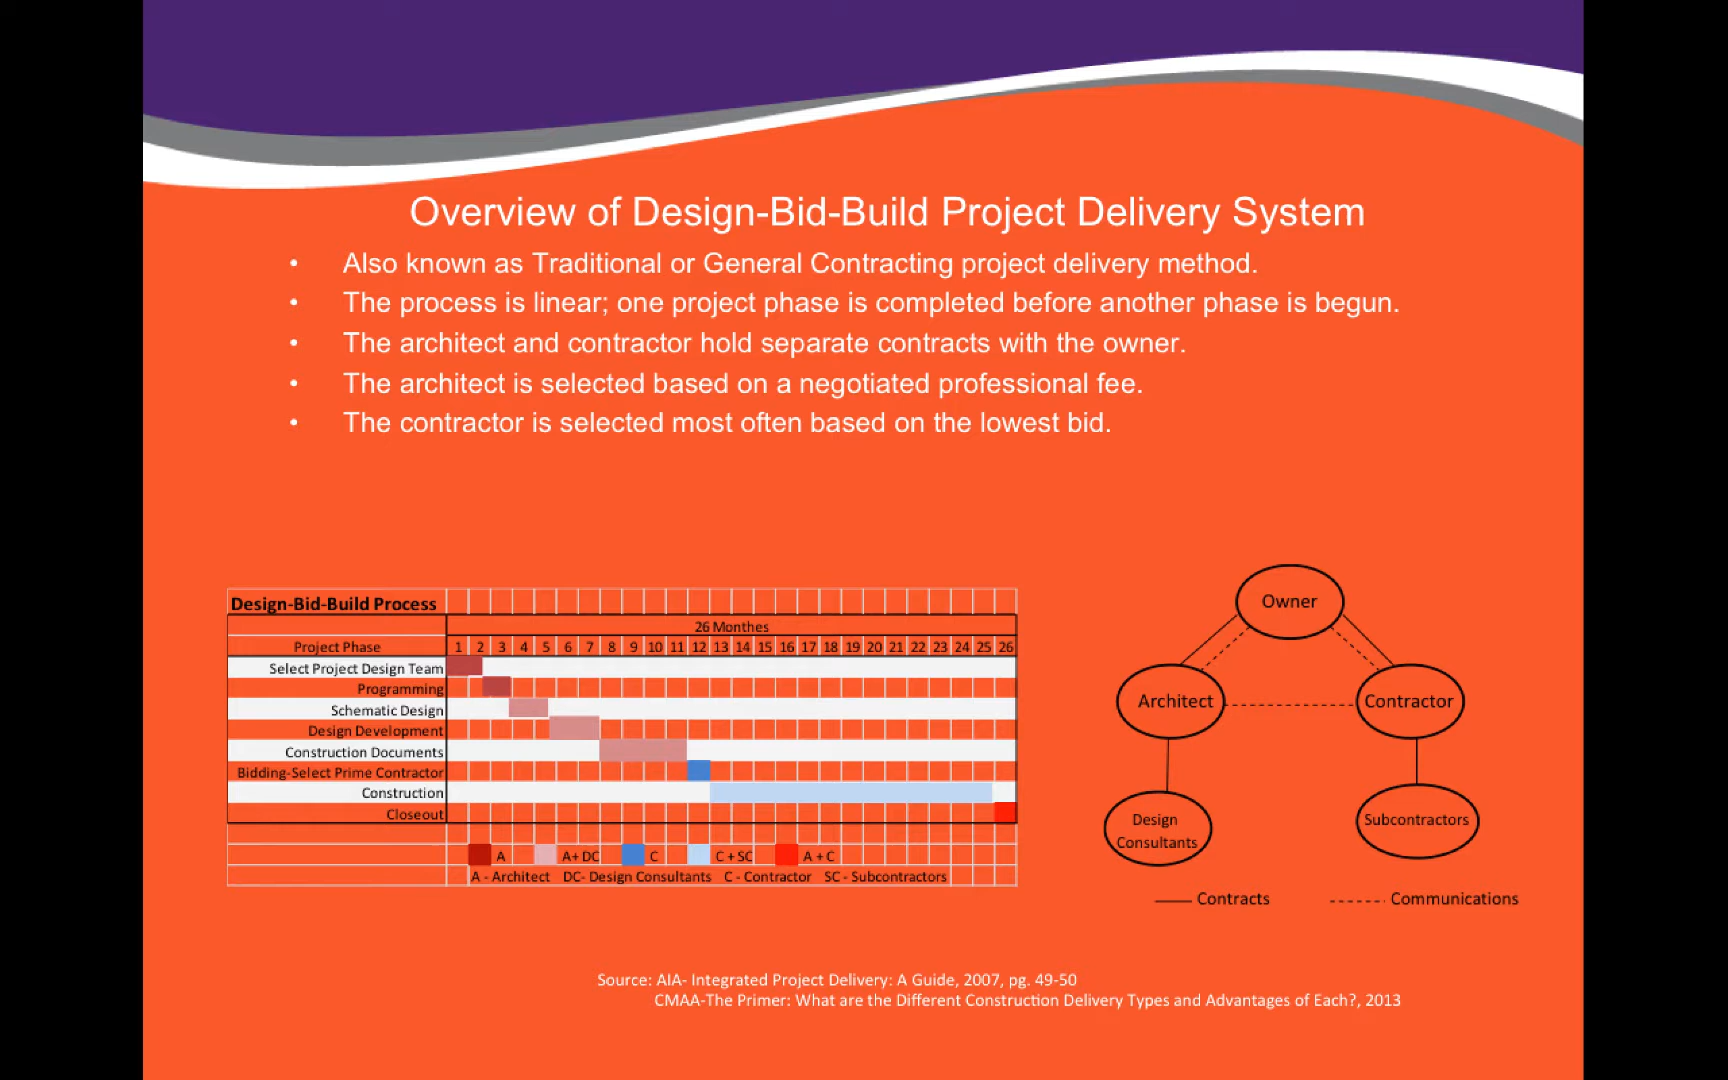 Overview of Design-Bid-Build Project Delivery System
• Also known as Traditional or General Contracting project delivery method.
• The process is linear; one project phase is completed before another phase is begun.
• The architect and contractor hold separate contracts with the owner.
• The architect is selected based on a negotiated professional fee.
• The contractor is selected most often based on the lowest bid.
Design-Bid-Build Process
26 Monthes
Project Phase 1 2 3 4 5 6 7 8 9 10 11 12 13 14 15 16 17 18 19 20 21 22 23 24 25 26
Select Project Design Team
Programming
Schematic Design
Design Development
Construction Documents
Bidding-Select Prime Contractor
Construction
Closeout
A A+ DC C C + SC A + C
A - Architect DC- Design Consultants C - Contractor SC - Subcontractors
Owner
Architect
Contractor
Design
Consultants
Subcontractors
Contracts
Communications
Source: AIA- Integrated Project Delivery: A Guide, 2007, pg. 49-50
CMAA-The Primer: What are the Different Construction Delivery Types and Advantages of Each?, 2013